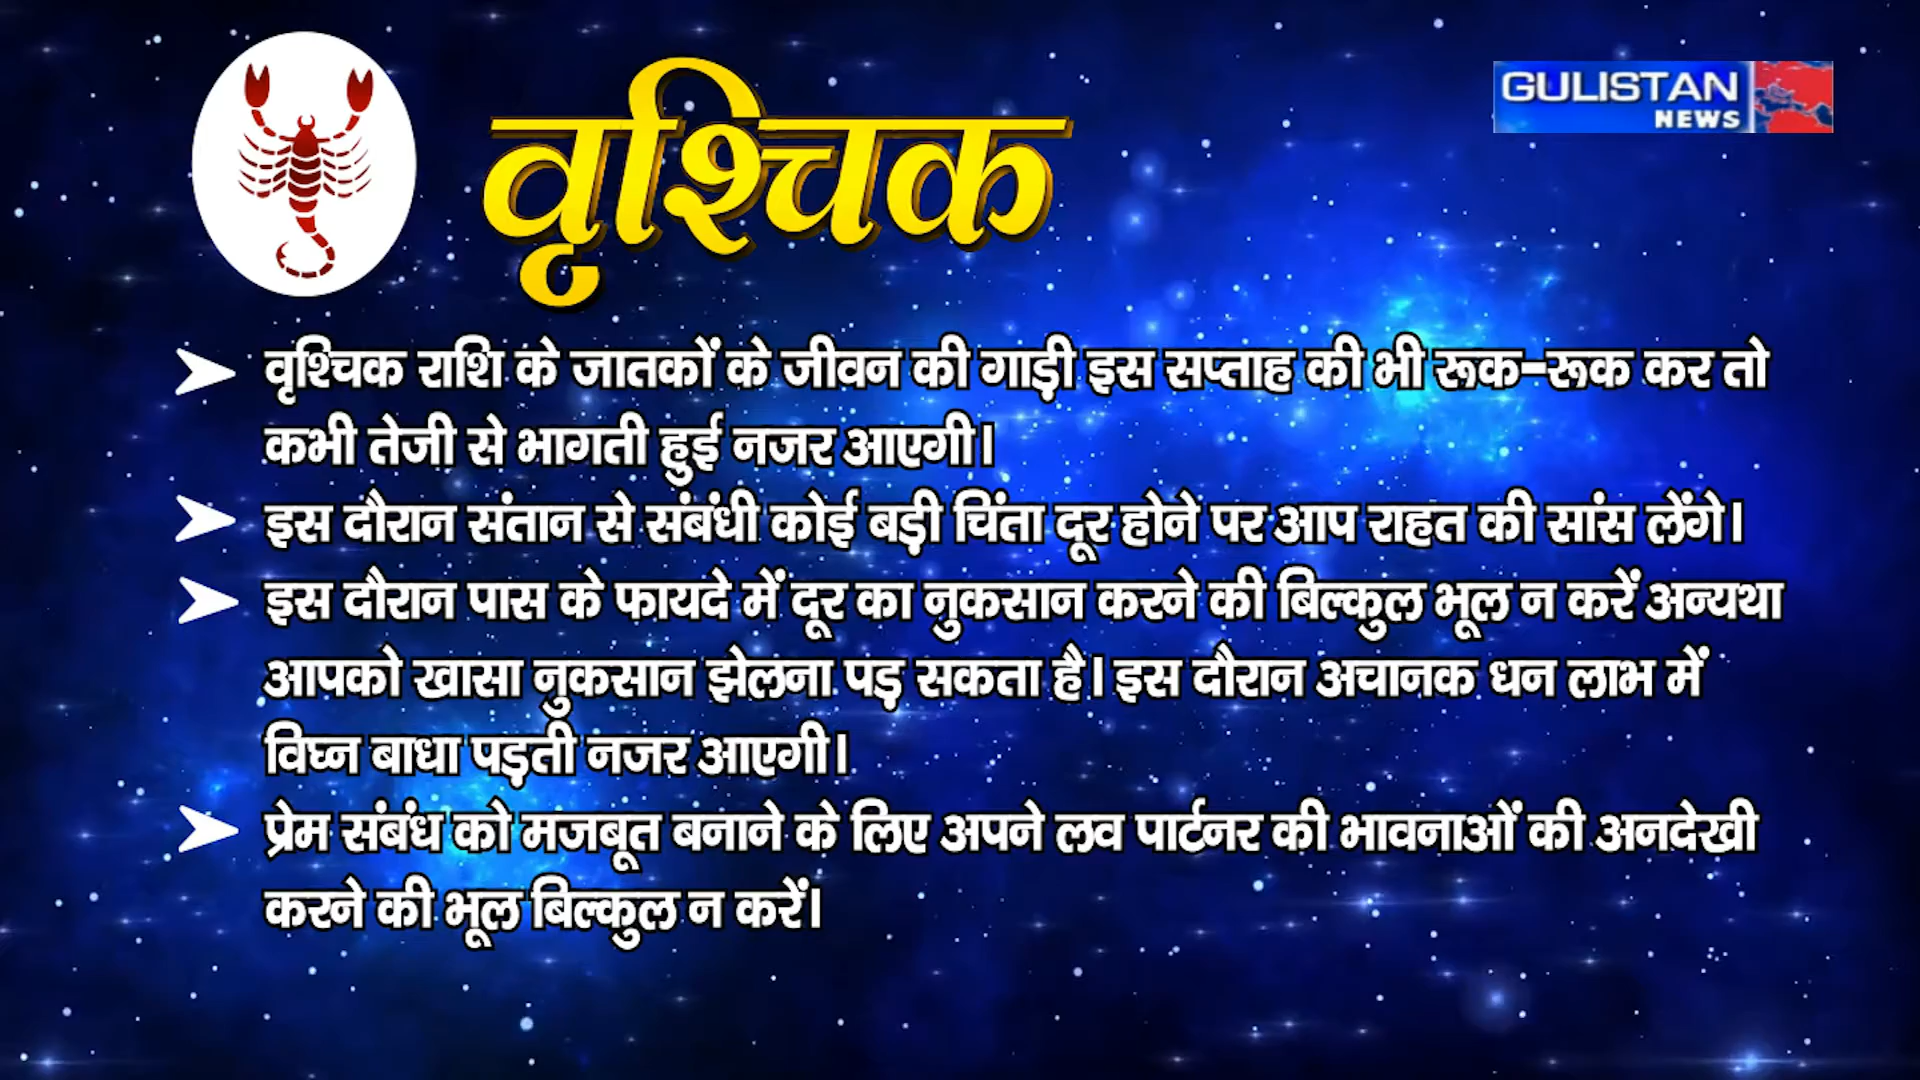 वृश्चिक
GULISTAN
NEWS
वृश्चिक राशि के जातकों के जीवन की गाड़ी इस सप्ताह की भी रूक-रूक कर तो
कभी तेजी से भागती हुई नजर आएगी।
इस दौरान संतान से संबंधी कोई बड़ी चिंता दूर होने पर आप राहत की सांस लेंगे।
इस दौरान पास के फायदे में दूर का नुकसान करने की बिल्कुल भूल न करें अन्यथा
आपको खासा नुकसान झेलना पड़ सकता है। इस दौरान अचानक धन लाभ में
विघ्न बाधा पड़ती नजर आएगी।
प्रेम संबंध को मजबूत बनाने के लिए अपने लव पार्टनर की भावनाओं की अनदेखी
करने की भूल बिल्कुल न करें।